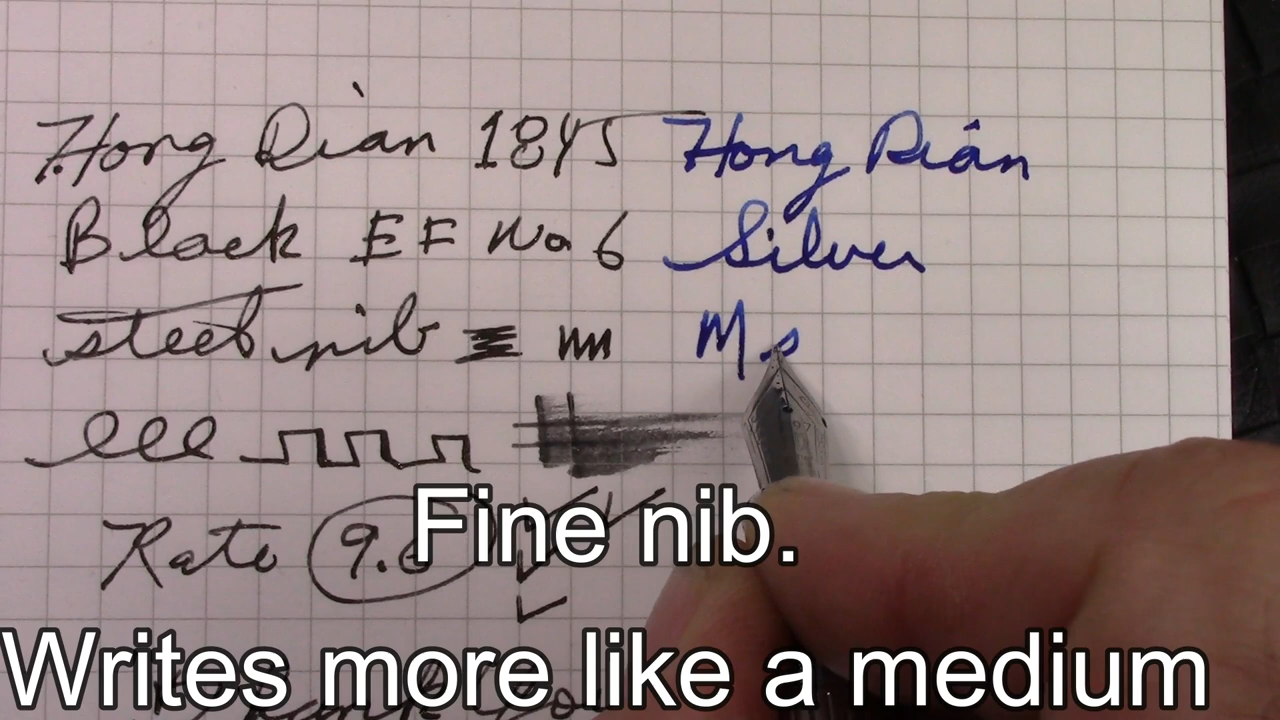 Hong Dian 1845
Black EF No 6
steel nib
Rate 9.6
Hong Dian
Silver
M s
Fine nib.
Writes more like a medium